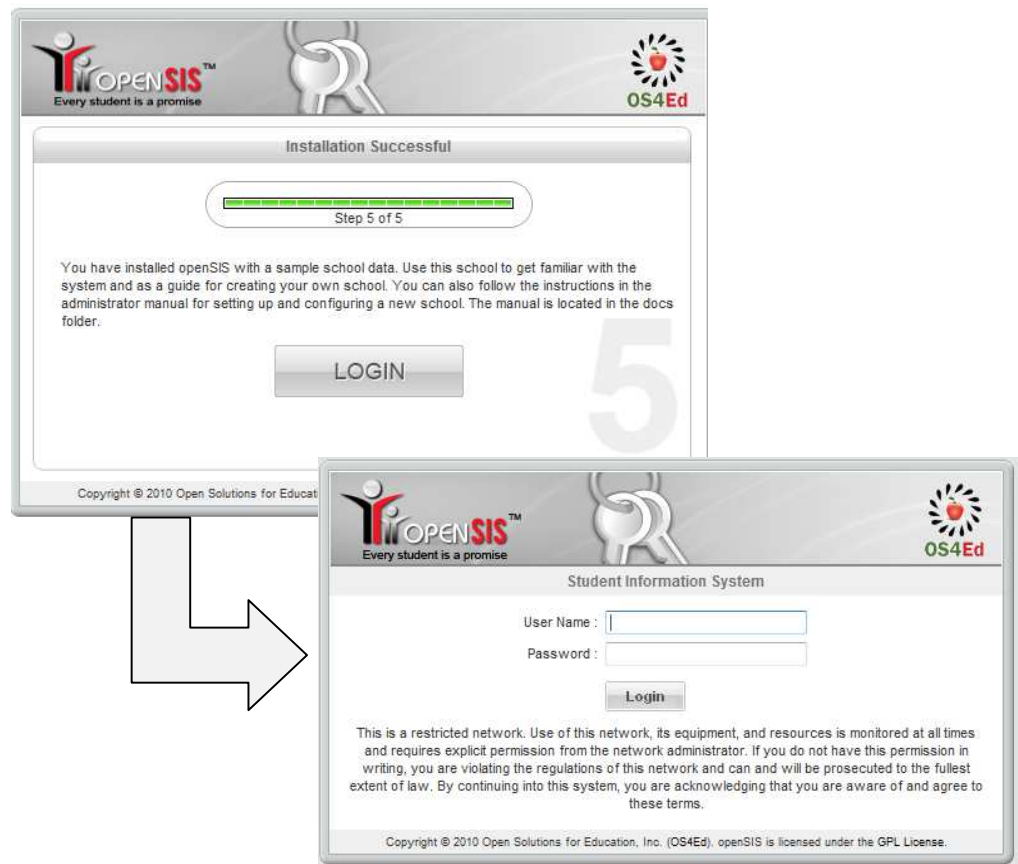 OPENSIS™
Every student is a promise
OS4Ed
Installation Successful
Step 5 of 5
You have installed openSIS with a sample school data. Use this school to get familiar with the
system and as a guide for creating your own school. You can also follow the instructions in the
administrator manual for setting up and configuring a new school. The manual is located in the docs
folder.
LOGIN
5
Copyright © 2010 Open Solutions for Educati
OPENSIS™
Every student is a promise
OS4Ed
Student Information System
User Name :
Password :
Login
This is a restricted network. Use of this network, its equipment, and resources is monitored at all times
and requires explicit permission from the network administrator. If you do not have this permission in
writing, you are violating the regulations of this network and can and will be prosecuted to the fullest
extent of law. By continuing into this system, you are acknowledging that you are aware of and agree to
these terms.
Copyright © 2010 Open Solutions for Education, Inc. (OS4Ed). openSIS is licensed under the GPL License.